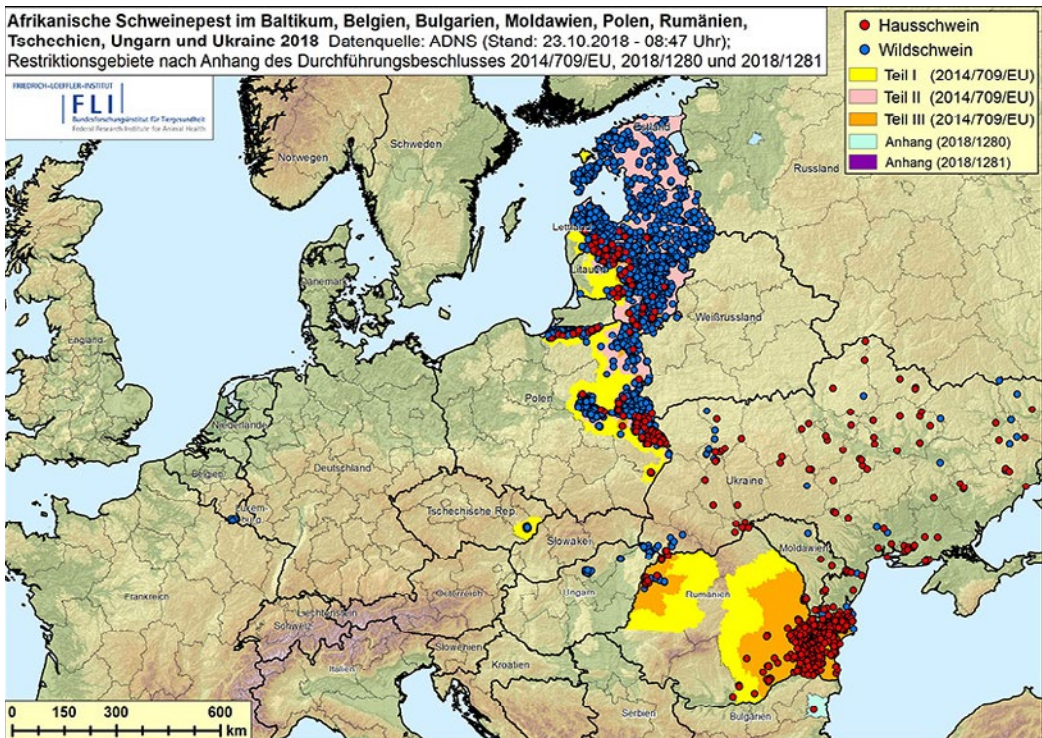 Afrikanische Schweinepest im Baltikum, Belgien, Bulgarien, Moldawien, Polen, Rumänien,
Tschechien, Ungarn und Ukraine 2018 Datenquelle: ADNS (Stand: 23.10.2018 - 08:47 Uhr);
Restriktionsgebiete nach Anhang des Durchführungsbeschlusses 2014/709/EU, 2018/1280 und 2018/1281
FRIEDRICH-LOEFFLER-INSTITUT
FLI
Bundesforschungsinstitut für Tiergesundheit
Federal Research Institute for Animal Health
Hausschwein
Wildschwein
Teil I (2014/709/EU)
Teil II (2014/709/EU)
Teil III (2014/709/EU)
Anhang (2018/1280)
Anhang (2018/1281)
Norwegen
Schweden
Estland
Russland
Lettland
Dänemark
Litauen
Weißrussland
England
Polen
Niederlande
Deutschland
Belgien
Ukraine
Luxem-
burg
Tschechische Rep.
Slowakei
Moldawien
Frankreich
Österreich
Ungarn
Rumänien
Liechtenstein
Schweiz
Slowenien
Kroatien
Italien
Serbien
Bulgarien
0 150 300 600
km